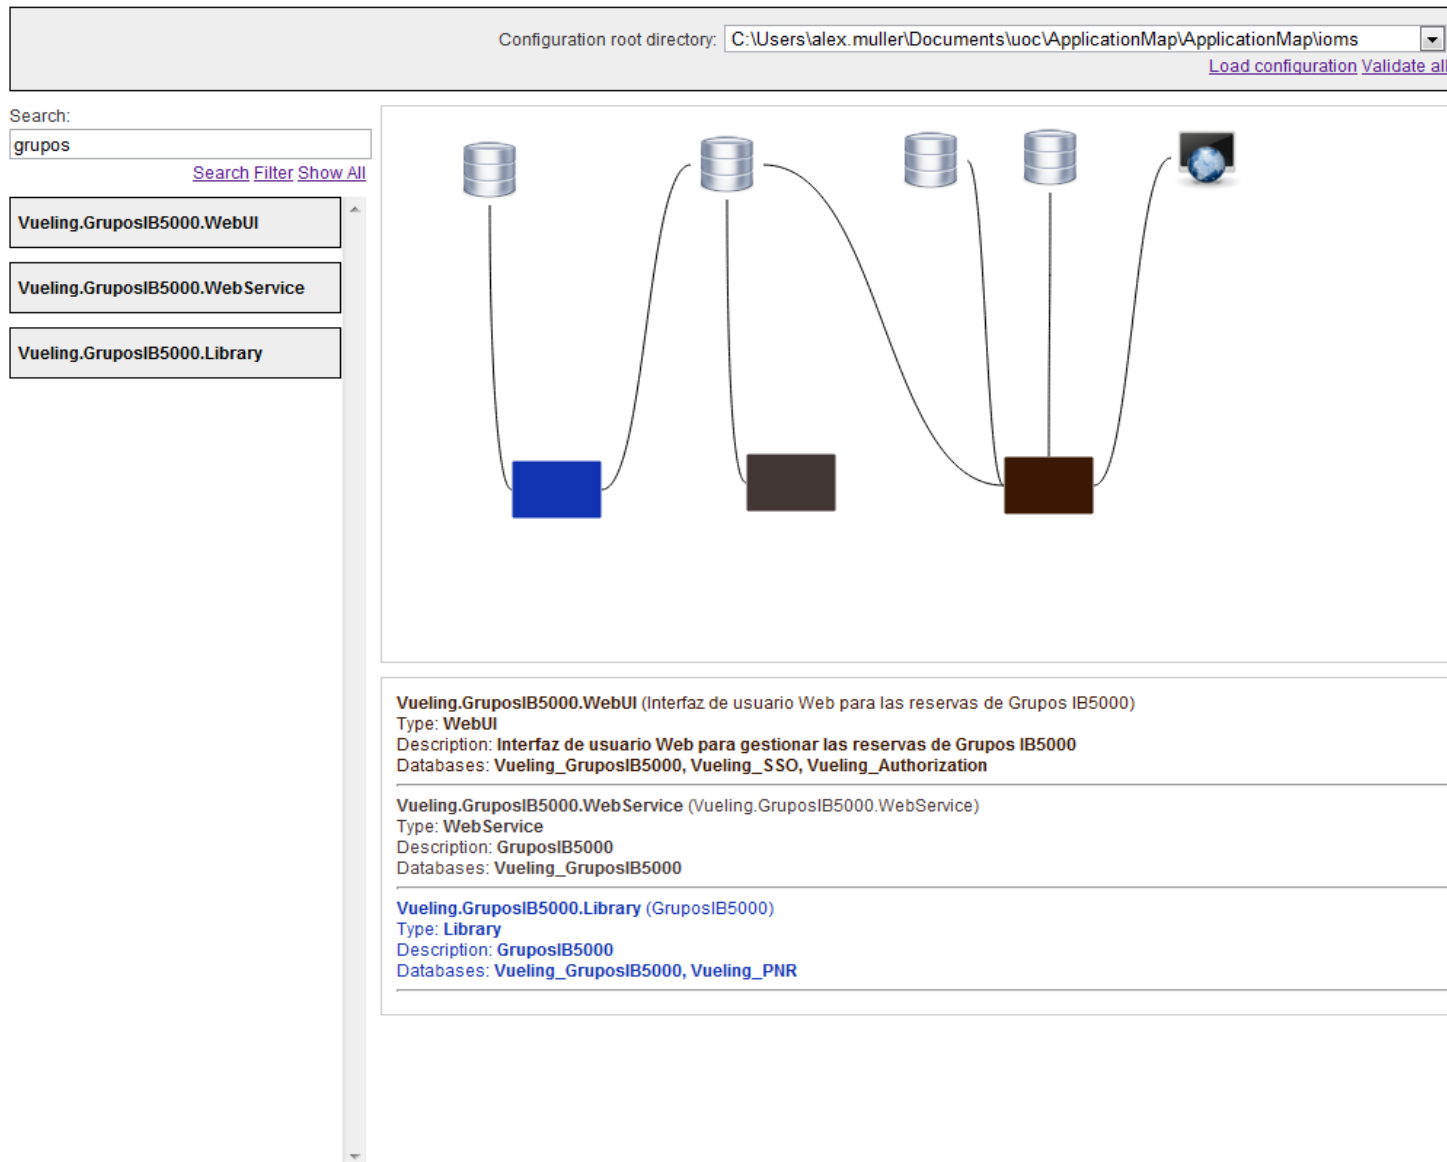 Configuration root directory: C:\Users\alex.muller\Documents\uoc\ApplicationMap\ApplicationMap\ioms
Load configuration Validate all
Search:
grupos
Search Filter Show All
Vueling.GruposIB5000.WebUI
Vueling.GruposIB5000.WebService
Vueling.GruposIB5000.Library
Vueling.GruposIB5000.WebUI (Interfaz de usuario Web para las reservas de Grupos IB5000)
Type: WebUI
Description: Interfaz de usuario Web para gestionar las reservas de Grupos IB5000
Databases: Vueling_GruposIB5000, Vueling_SSO, Vueling_Authorization
Vueling.GruposIB5000.WebService (Vueling.GruposIB5000.WebService)
Type: WebService
Description: GruposIB5000
Databases: Vueling_GruposIB5000
Vueling.GruposIB5000.Library (GruposIB5000)
Type: Library
Description: GruposIB5000
Databases: Vueling_GruposIB5000, Vueling_PNR